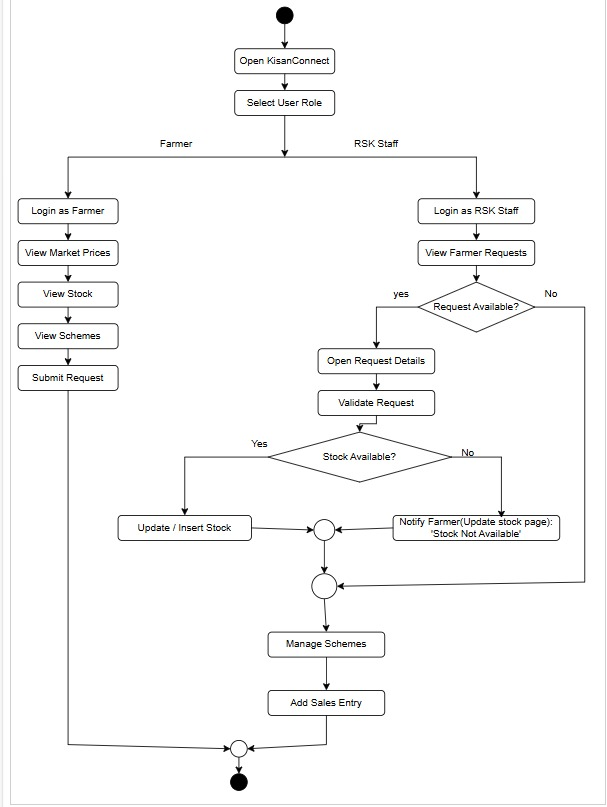 Open KisanConnect
Select User Role
Farmer
RSK Staff
Login as Farmer
Login as RSK Staff
View Market Prices
View Farmer Requests
View Stock
yes
Request Available?
No
View Schemes
Open Request Details
Submit Request
Validate Request
Yes
Stock Available?
No
Update / Insert Stock
Notify Farmer(Update stock page):
'Stock Not Available'
Manage Schemes
Add Sales Entry